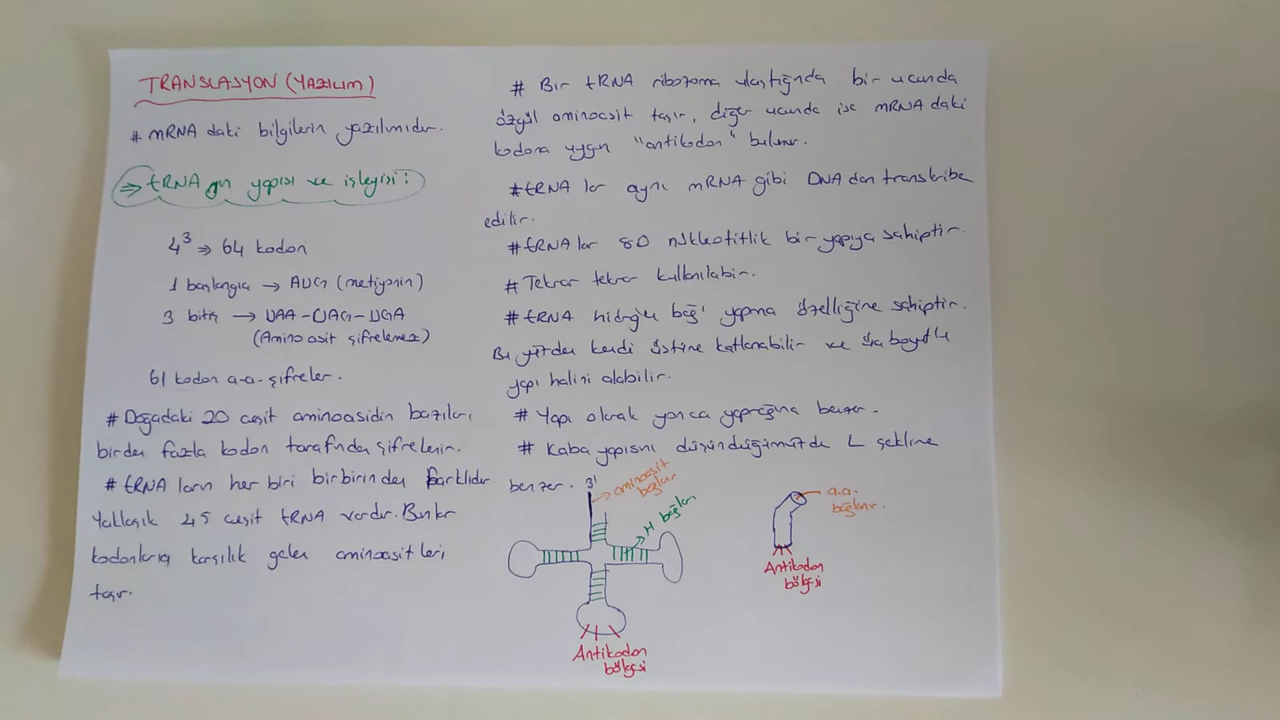 TRANSLASYON (YAZILIM)
# mRNA daki bilgilerin yazılımıdır.
⇒ tRNA nın yapısı ve işleyişi:
4³ ⇒ 64 kodon
1 başlangıç → AUG (metiyonin)
3 bitiş → UAA-UAG-UGA
(Amino asit şifrelemez)
61 kodon a.a. şifreler.
# Doğadaki 20 çeşit aminoasidin bazıları
birden fazla kodon tarafından şifrelenir.
# tRNA ların her biri birbirinden farklıdır
Yaklaşık 45 çeşit tRNA vardır. Bunlar
kodonlara karşılık gelen aminoasitleri
taşır.
# Bir tRNA ribozoma ulaştığında bir ucunda
özgül aminoasit taşır, diğer ucunda ise mRNA daki
kodona uygun "antikodon" bulunur.
# tRNA lar aynı mRNA gibi DNA dan transkribe
edilir.
# tRNA lar 80 nükleotitlik bir yapıya sahiptir.
# Tekrar tekrar kullanılabilir.
# tRNA hidrojen bağı yapma özelliğine sahiptir.
Bu yüzden kendi üstüne katlanabilir ve üç boyutlu
yapı halini alabilir.
# Yapı olarak yonca yaprağına benzer.
# Kaba yapısını düşündüğümüzde L şekline
benzer.
3'
aminoasit
bağlanır
H bağları
Antikodon
bölgesi
a.a.
bağlanır.
Antikodon
bölgesi